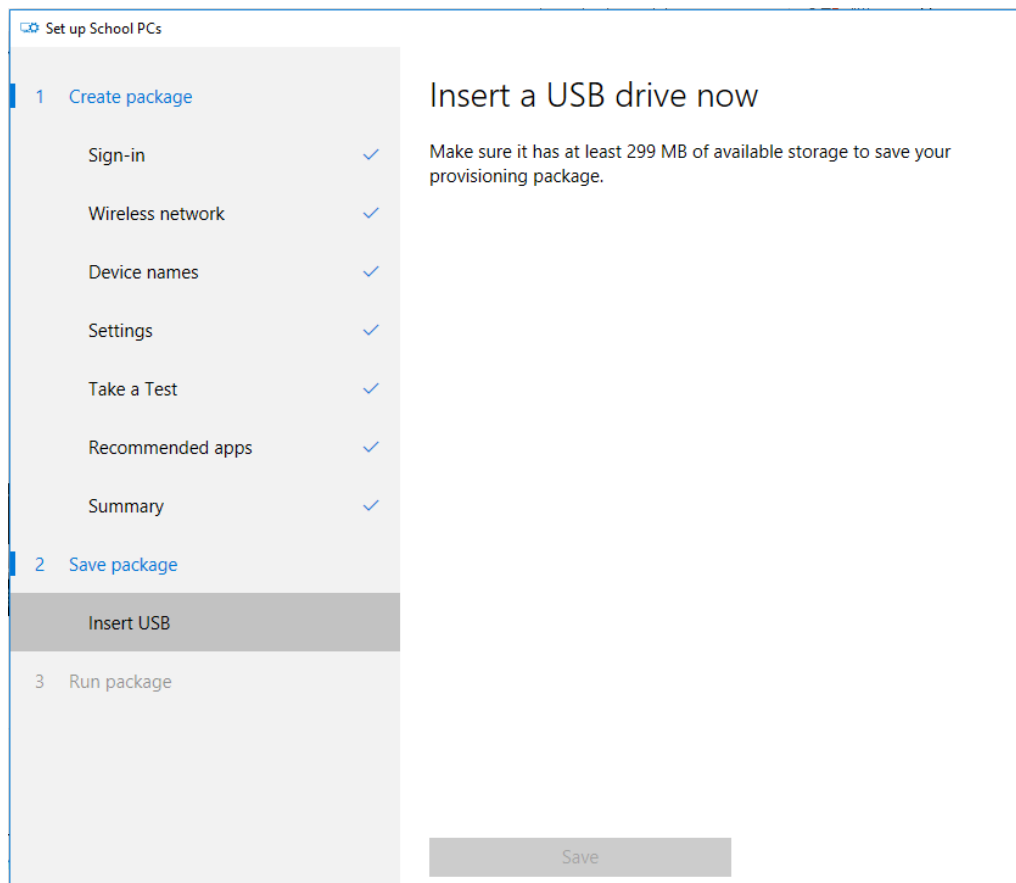 Set up School PCs
1 Create package
Sign-in
Wireless network
Device names
Settings
Take a Test
Recommended apps
Summary
2 Save package
Insert USB
3 Run package
Insert a USB drive now
Make sure it has at least 299 MB of available storage to save your
provisioning package.
Save